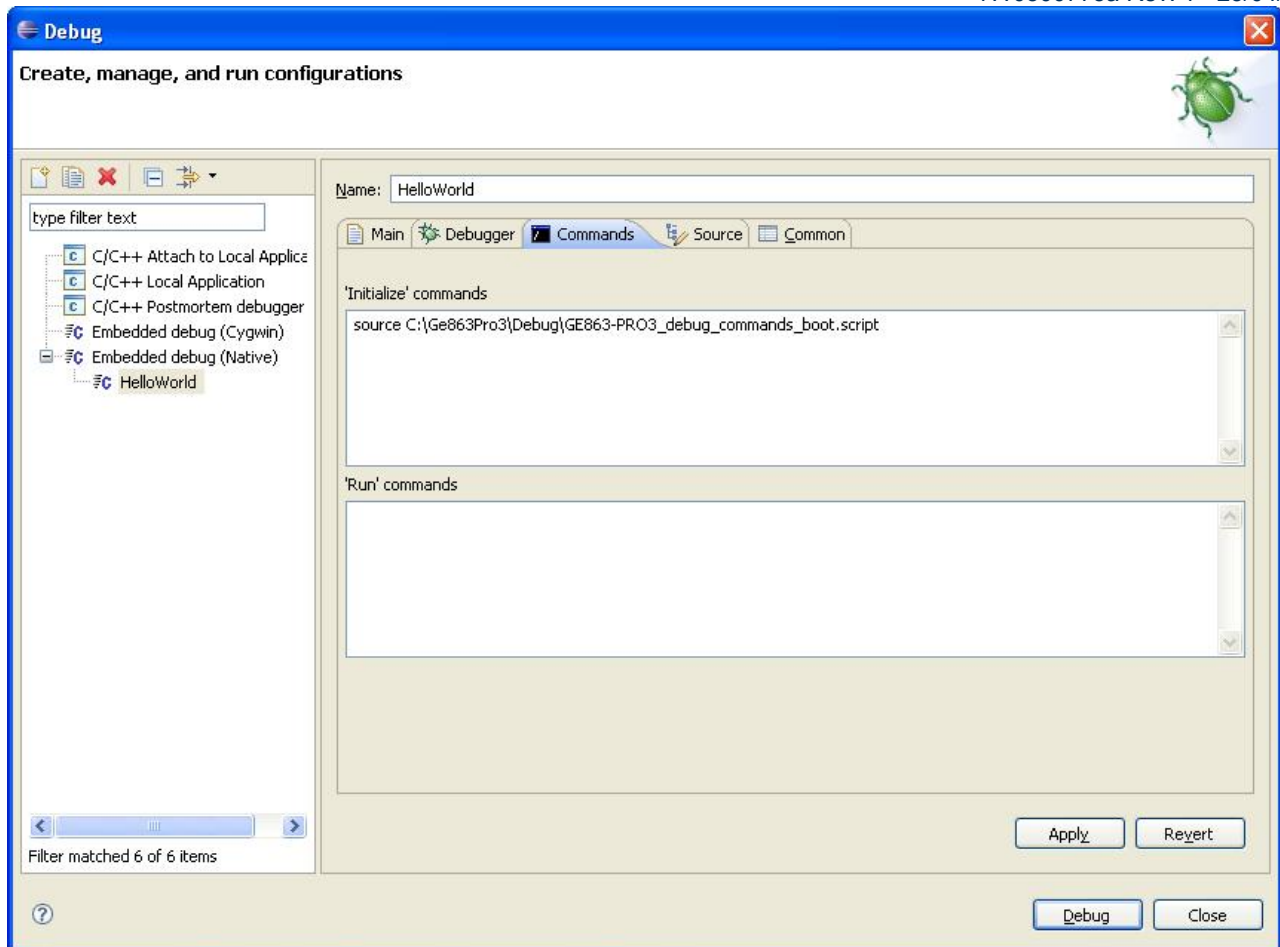 Debug
Create, manage, and run configurations
type filter text
C/C++ Attach to Local Applica
C/C++ Local Application
C/C++ Postmortem debugger
Embedded debug (Cygwin)
Embedded debug (Native)
HelloWorld
Filter matched 6 of 6 items
Name: HelloWorld
Main Debugger Commands Source Common
'Initialize' commands
source C:\Ge863Pro3\Debug\GE863-PRO3_debug_commands_boot.script
'Run' commands
Apply Revert
Debug Close